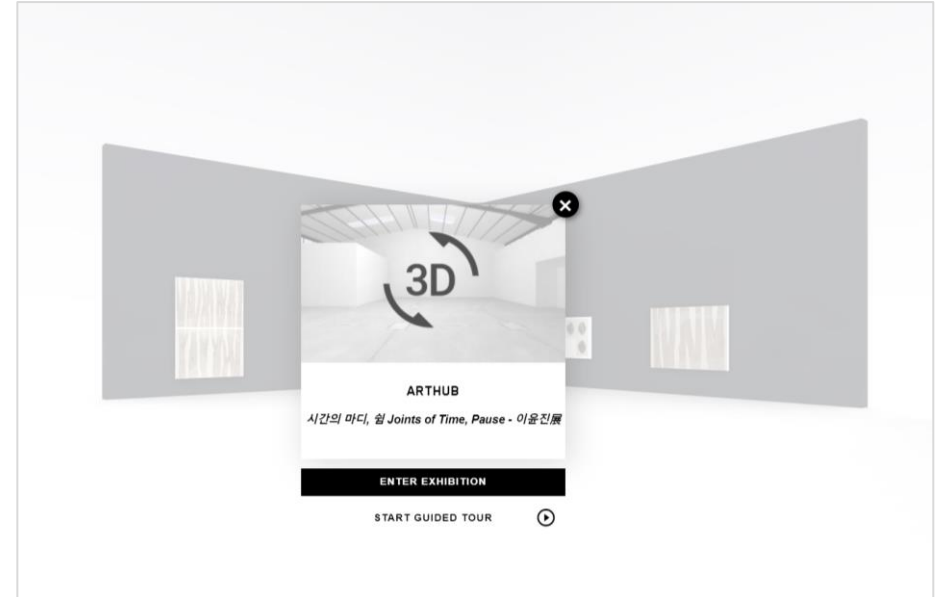 3D
ARTHUB
시간의 마디, 쉼 Joints of Time, Pause - 이윤진展
ENTER EXHIBITION
START GUIDED TOUR